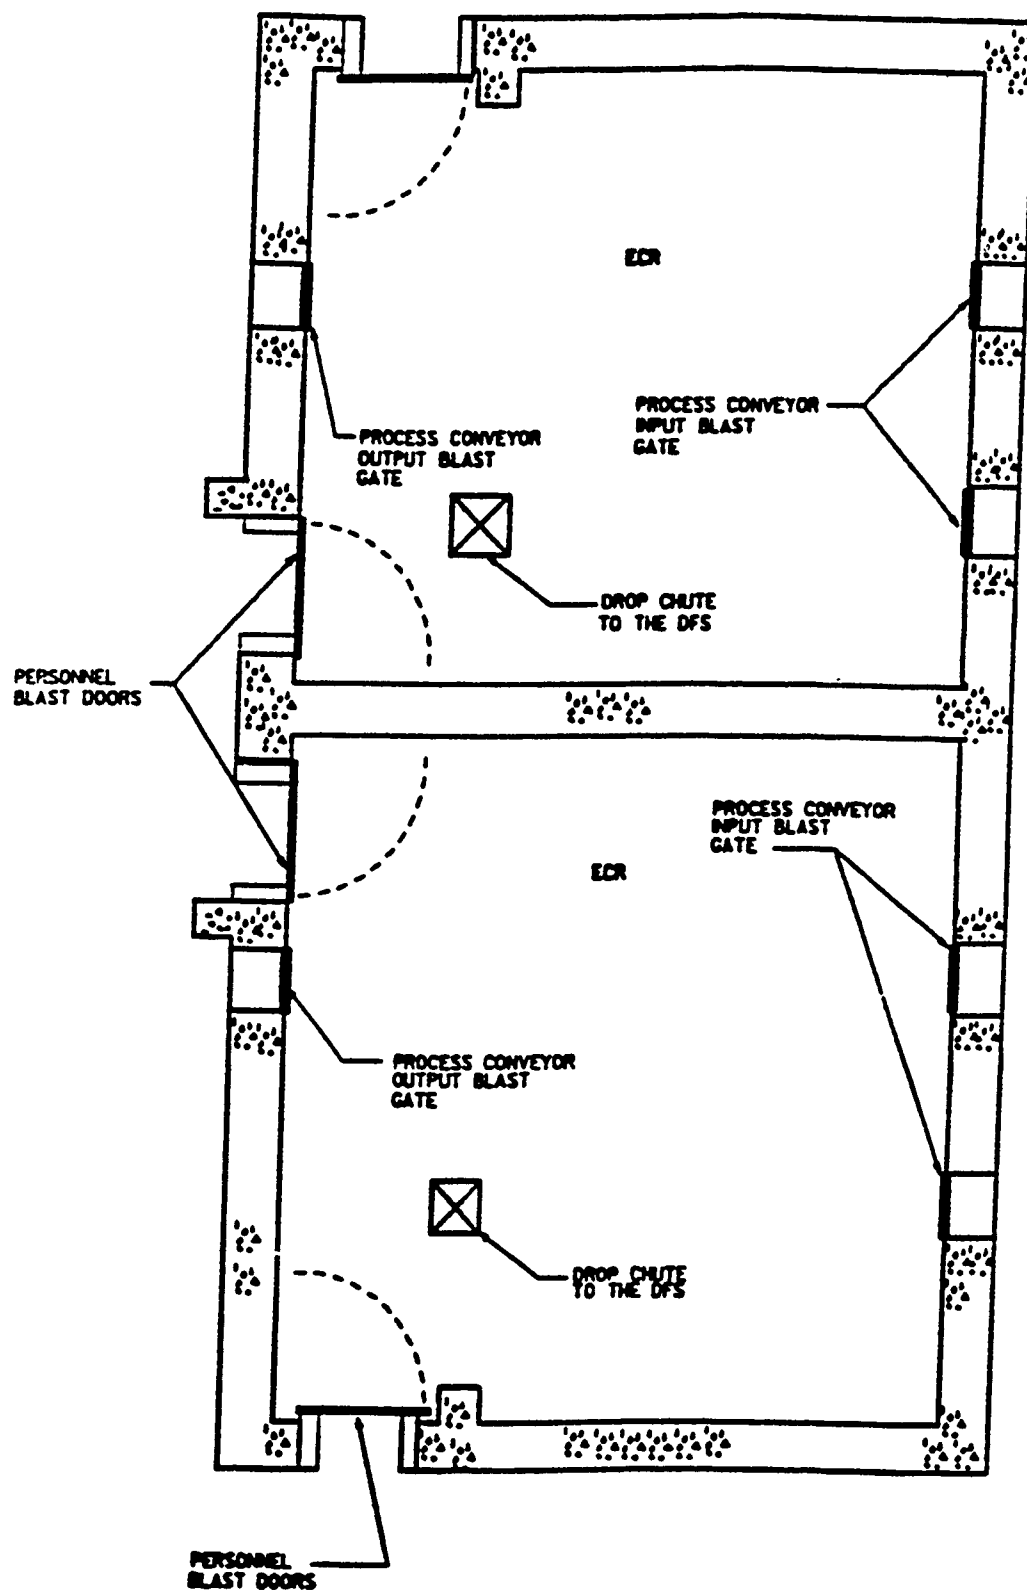 ECR
PROCESS CONVEYOR
INPUT BLAST
GATE
PROCESS CONVEYOR
OUTPUT BLAST
GATE
DROP CHUTE
TO THE DFS
PERSONNEL
BLAST DOORS
PROCESS CONVEYOR
INPUT BLAST
GATE
ECR
PROCESS CONVEYOR
OUTPUT BLAST
GATE
DROP CHUTE
TO THE DFS
PERSONNEL
BLAST DOORS